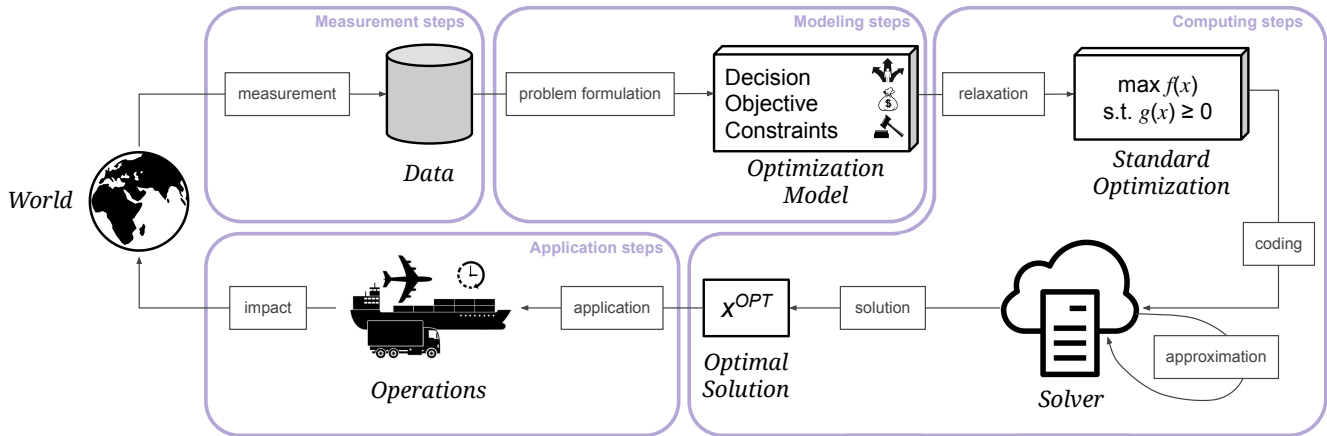 Measurement steps
Modeling steps
Computing steps
measurement
problem formulation
Decision
Objective
Constraints
$
relaxation
max f(x)
s.t. g(x) ≥ 0
Data
Optimization
Model
Standard
Optimization
World
coding
Application steps
impact
application
x^OPT
solution
approximation
Operations
Optimal
Solution
Solver